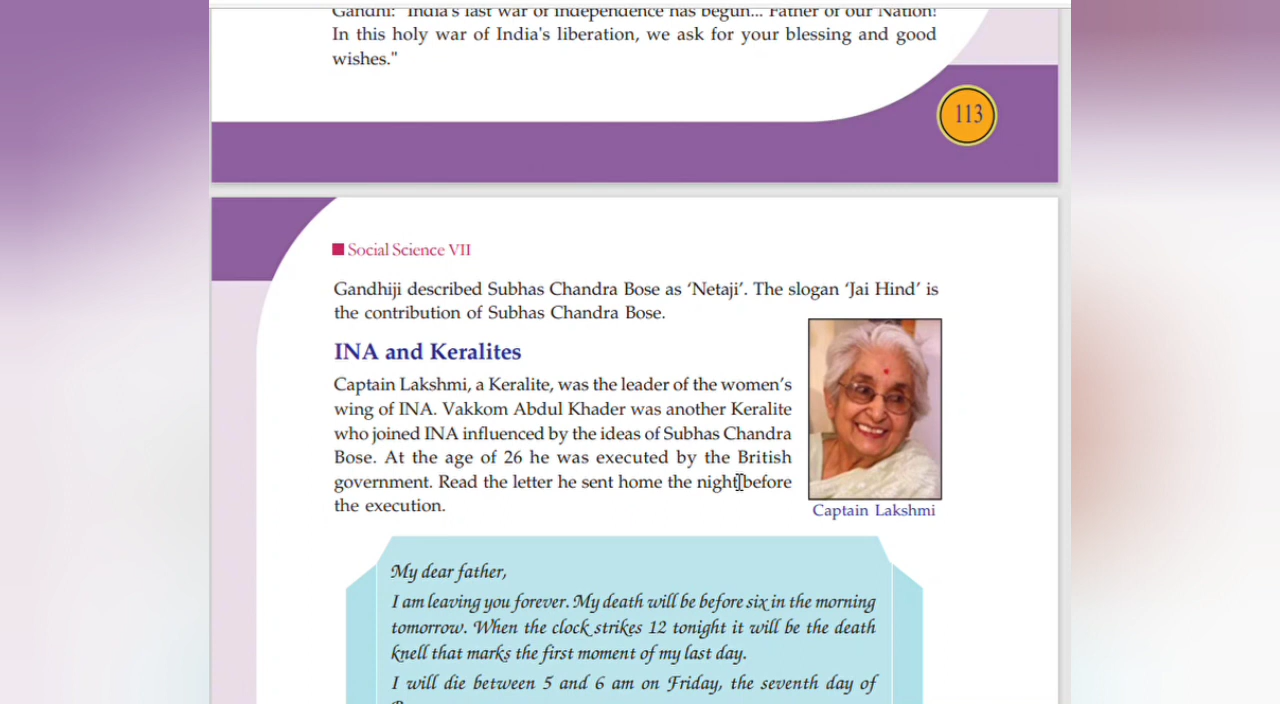 Gandhi: "India's last war of independence has begun... Father of our Nation!
In this holy war of India's liberation, we ask for your blessing and good
wishes."
113
Social Science VII
Gandhiji described Subhas Chandra Bose as ‘Netaji’. The slogan ‘Jai Hind’ is
the contribution of Subhas Chandra Bose.
INA and Keralites
Captain Lakshmi, a Keralite, was the leader of the women’s
wing of INA. Vakkom Abdul Khader was another Keralite
who joined INA influenced by the ideas of Subhas Chandra
Bose. At the age of 26 he was executed by the British
government. Read the letter he sent home the night before
the execution.
Captain Lakshmi
My dear father,
I am leaving you forever. My death will be before six in the morning
tomorrow. When the clock strikes 12 tonight it will be the death
knell that marks the first moment of my last day.
I will die between 5 and 6 am on Friday, the seventh day of